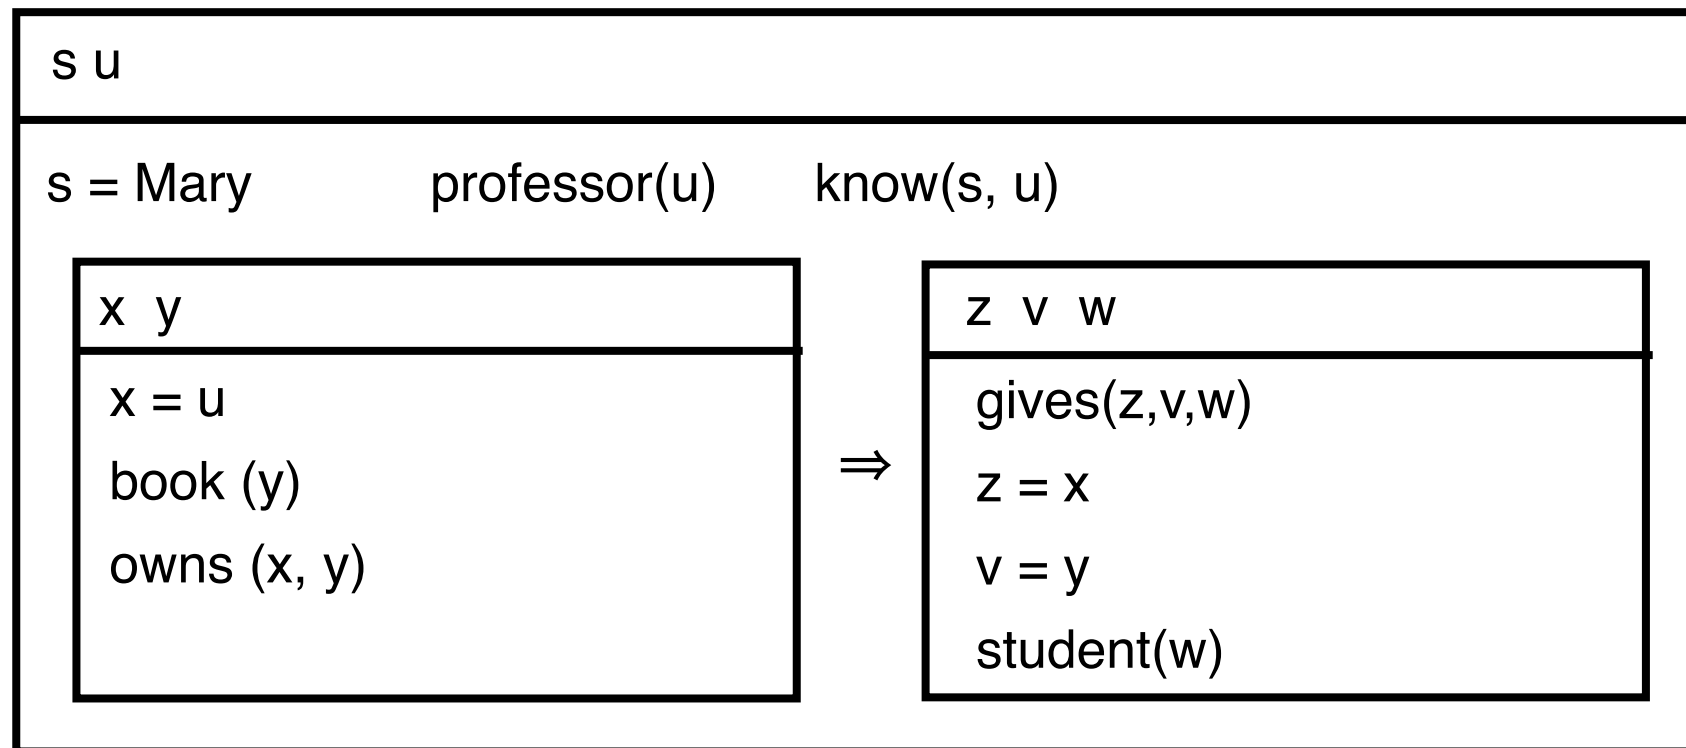 s u
s = Mary professor(u) know(s, u)
x y
x = u
book (y)
owns (x, y)
⇒
z v w
gives(z,v,w)
z = x
v = y
student(w)